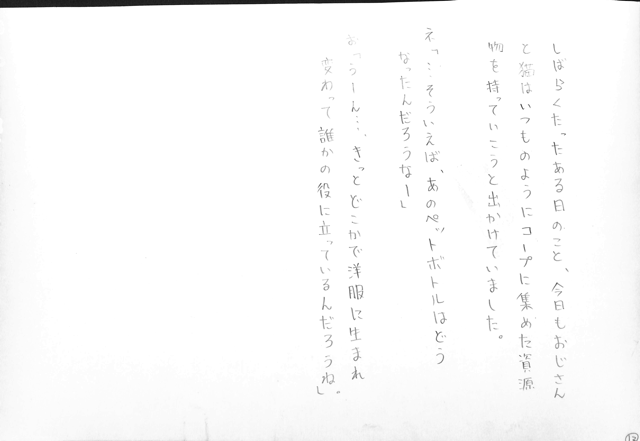 しばらくたったある日のこと、今日もおじさん
と猫はいつものようにコープに集めた資源
物を持っていこうと出かけていました。
ネ「…そういえば、あのペットボトルはどう
なったんだろうなー」
お「うーん…、きっとどこかで洋服に生まれ
変わって誰かの役に立っているんだろうね」。
12